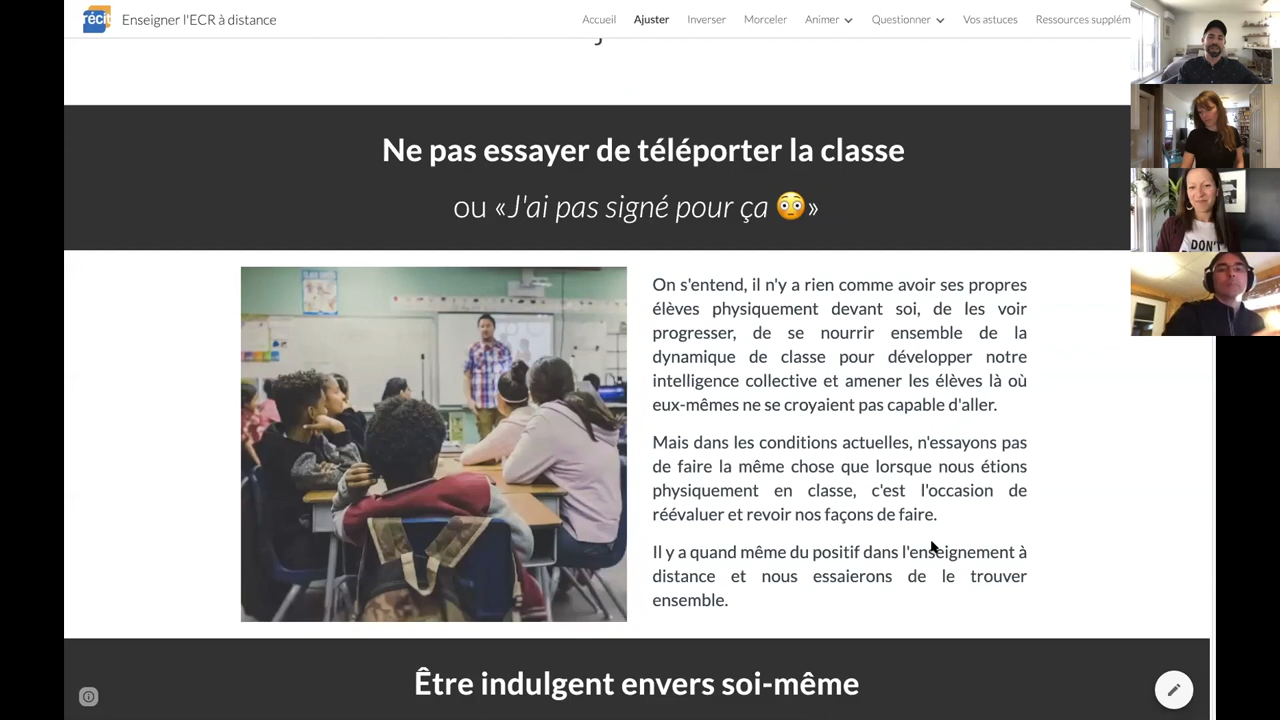 récit
Enseigner l'ECR à distance
Accueil
Ajuster
Inverser
Morceler
Animer
Questionner
Vos astuces
Ressources supplém
Ne pas essayer de téléporter la classe
ou «J'ai pas signé pour ça 😳»
On s'entend, il n'y a rien comme avoir ses propres
élèves physiquement devant soi, de les voir
progresser, de se nourrir ensemble de la
dynamique de classe pour développer notre
intelligence collective et amener les élèves là où
eux-mêmes ne se croyaient pas capable d'aller.
Mais dans les conditions actuelles, n'essayons pas
de faire la même chose que lorsque nous étions
physiquement en classe, c'est l'occasion de
réévaluer et revoir nos façons de faire.
Il y a quand même du positif dans l'enseignement à
distance et nous essaierons de le trouver
ensemble.
Être indulgent envers soi-même
DON'T